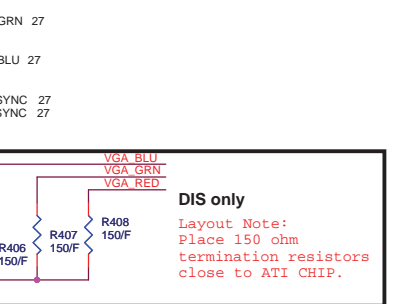 GRN 27
BLU 27
SYNC 27
SYNC 27
VGA_BLU
VGA_GRN
VGA_RED
DIS only
R408
150/F
R407
150/F
R406
150/F
Layout Note:
Place 150 ohm
termination resistors
close to ATI CHIP.